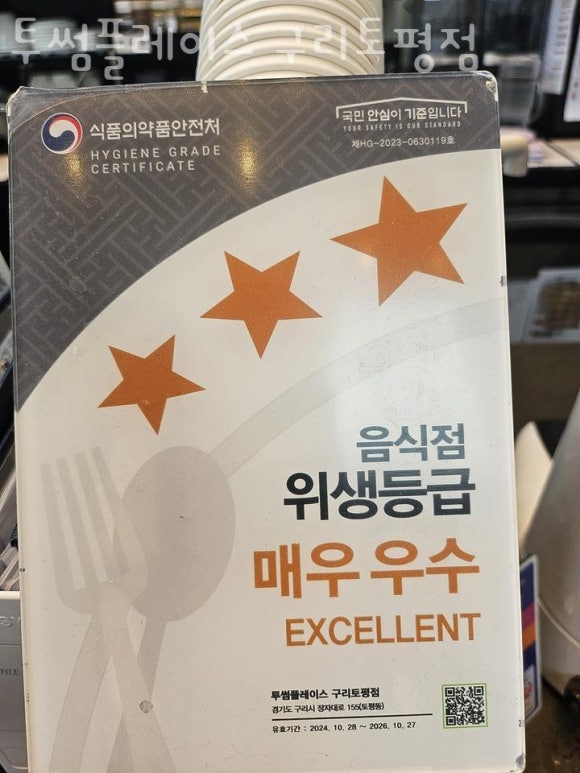 투썸플레이스 구리토평점
식품의약품안전처
HYGIENE GRADE
CERTIFICATE
국민 안심이 기준입니다
YOUR SAFETY IS OUR STANDARD
제HG-2023-0630119호
음식점
위생등급
매우 우수
EXCELLENT
투썸플레이스 구리토평점
경기도 구리시 장자대로 155(토평동)
유효기간 : 2024. 10. 28 ~ 2026. 10. 27